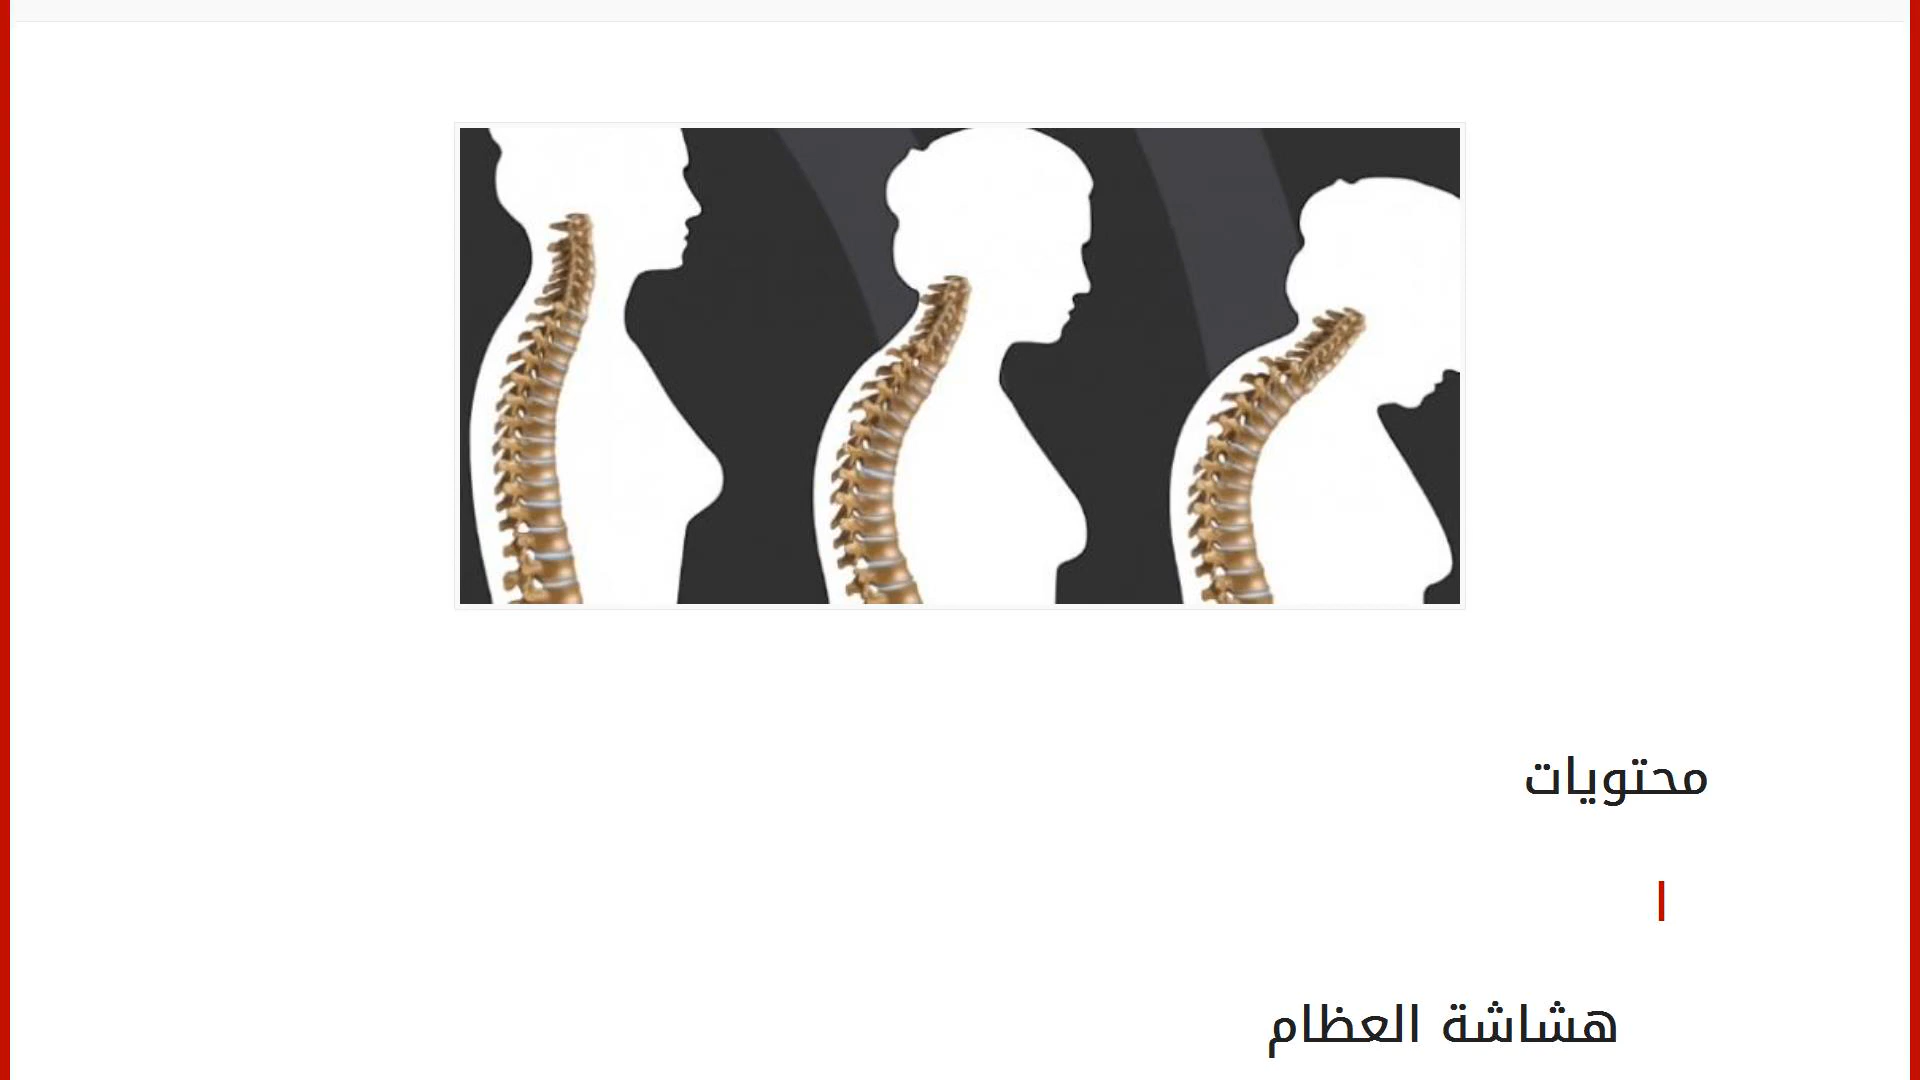 محتويات
ا
هشاشة العظام